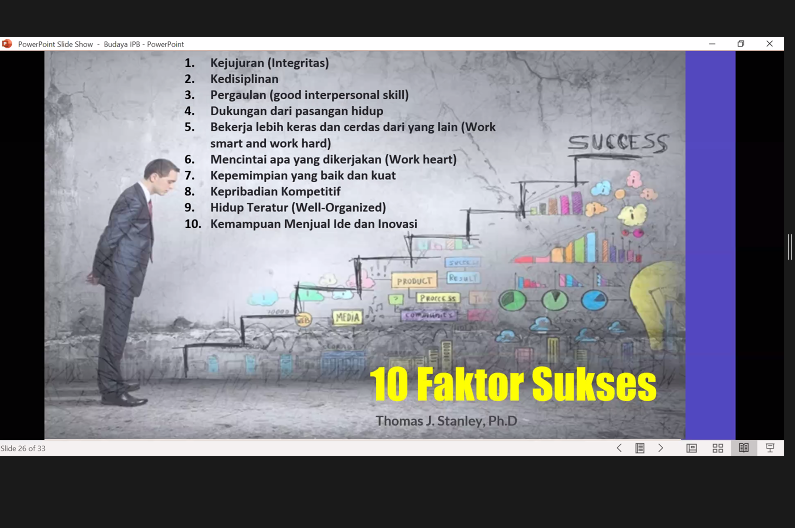 PowerPoint Slide Show - Budaya IPB - PowerPoint
1. Kejujuran (Integritas)
2. Kedisiplinan
3. Pergaulan (good interpersonal skill)
4. Dukungan dari pasangan hidup
5. Bekerja lebih keras dan cerdas dari yang lain (Work
smart and work hard)
6. Mencintai apa yang dikerjakan (Work heart)
7. Kepemimpian yang baik dan kuat
8. Kepribadian Kompetitif
9. Hidup Teratur (Well-Organized)
10. Kemampuan Menjual Ide dan Inovasi
SUCCESS
PRODUCT
RESULT
PROCCESS
MEDIA
10 Faktor Sukses
Thomas J. Stanley, Ph.D
Slide 26 of 33